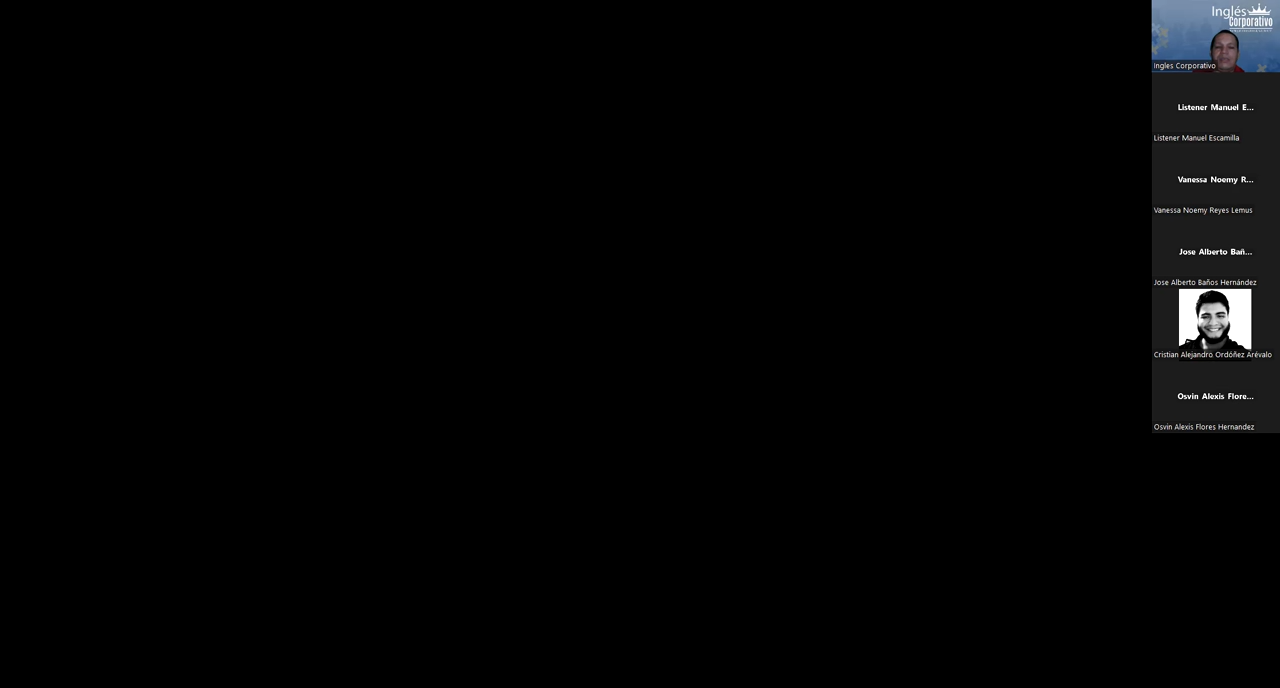 Inglés
Corporativo
Ingles Corporativo
Listener Manuel E...
Listener Manuel Escamilla
Vanessa Noemy R...
Vanessa Noemy Reyes Lemus
Jose Alberto Bañ...
Jose Alberto Baños Hernández
Cristian Alejandro Ordóñez Arévalo
Osvin Alexis Flore...
Osvin Alexis Flores Hernandez